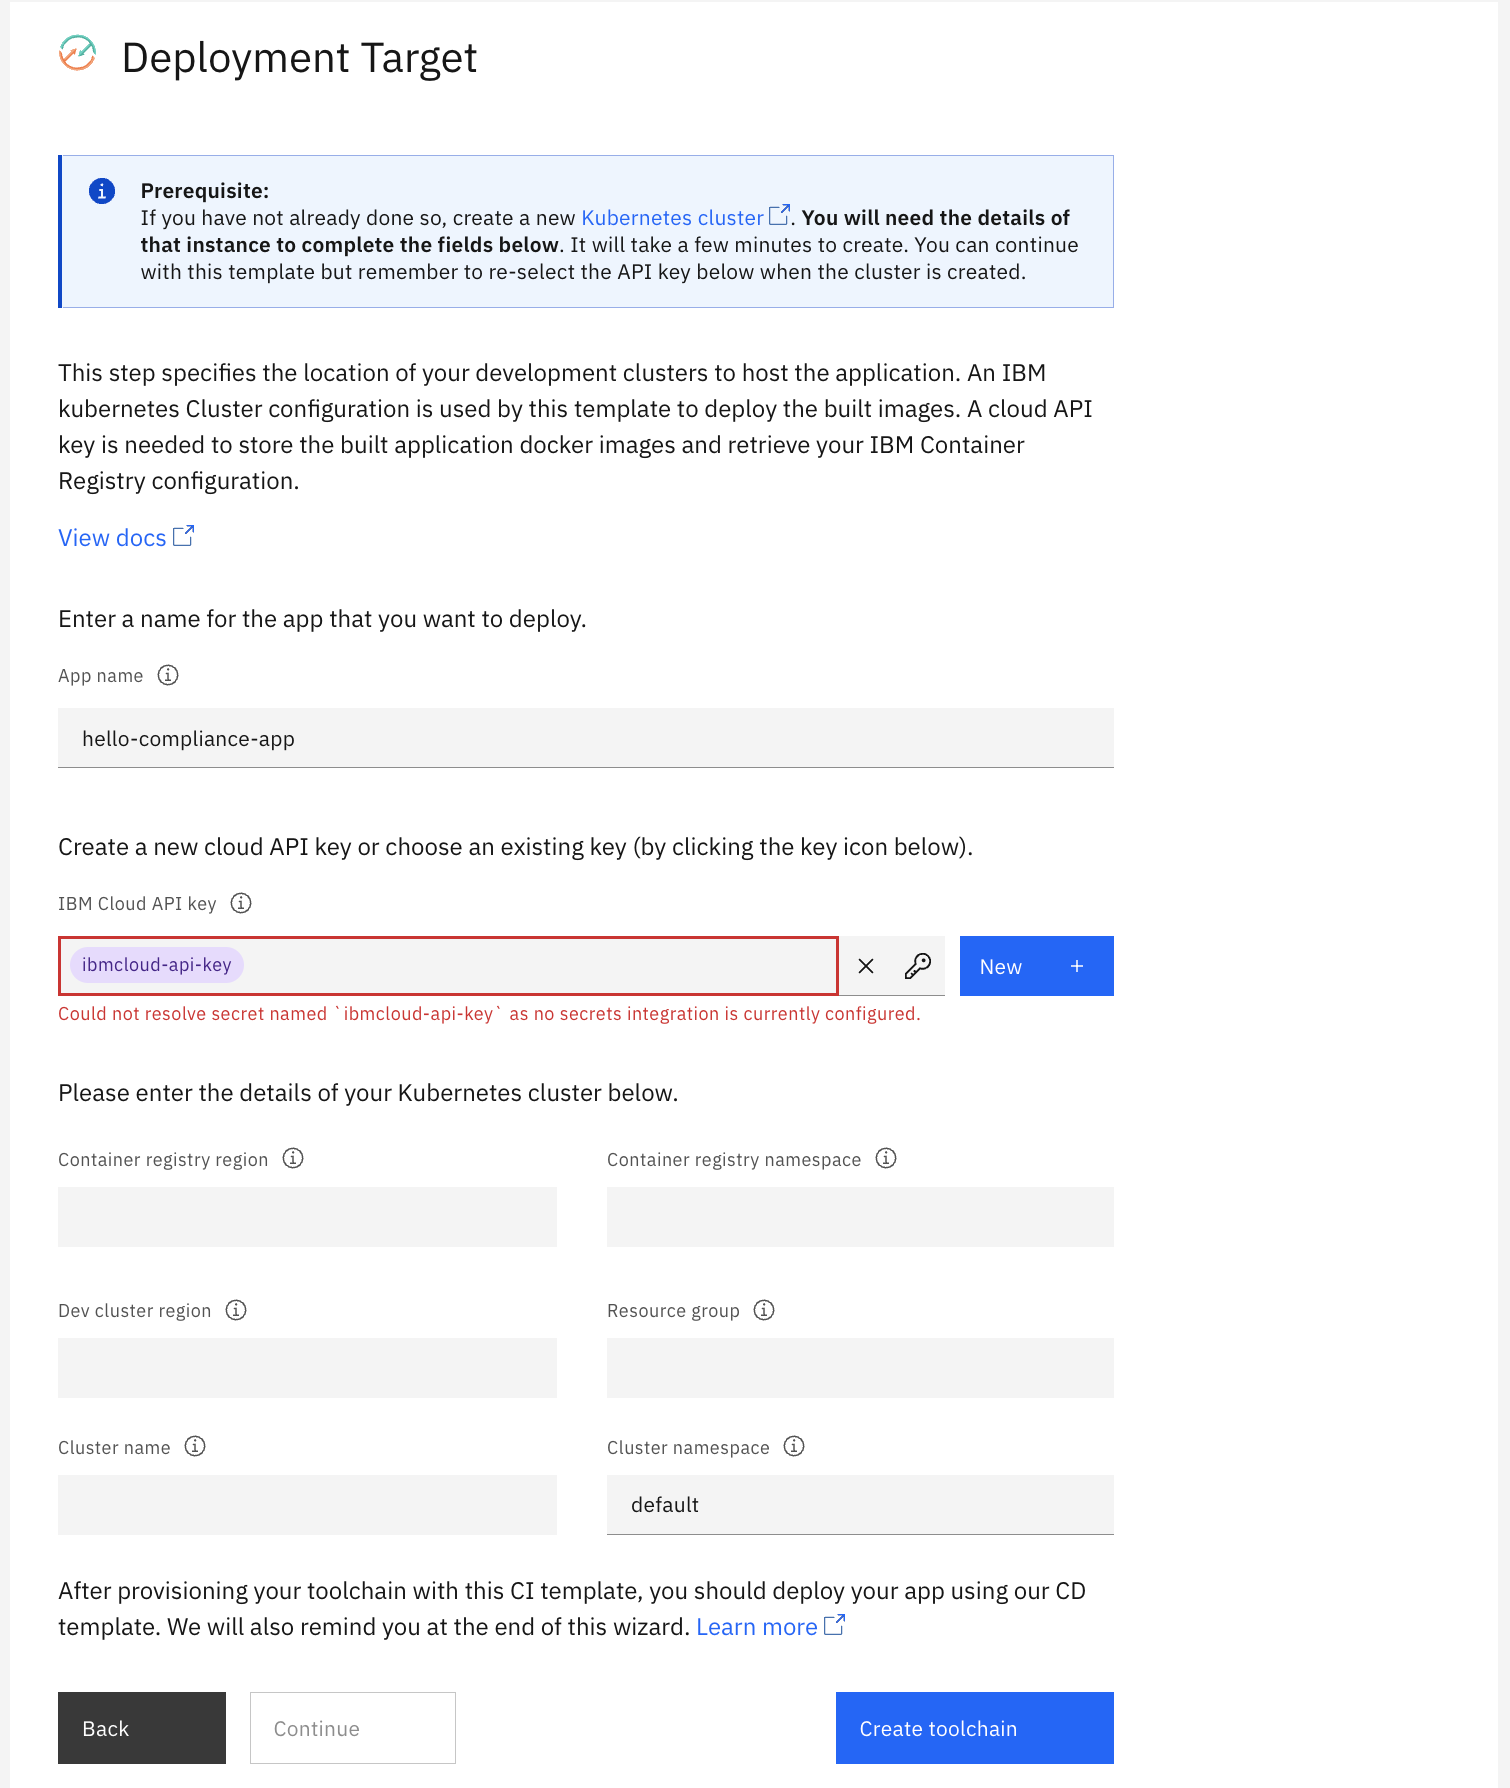 Deployment Target
Prerequisite:
If you have not already done so, create a new Kubernetes cluster. You will need the details of
that instance to complete the fields below. It will take a few minutes to create. You can continue
with this template but remember to re-select the API key below when the cluster is created.
This step specifies the location of your development clusters to host the application. An IBM
kubernetes Cluster configuration is used by this template to deploy the built images. A cloud API
key is needed to store the built application docker images and retrieve your IBM Container
Registry configuration.
View docs
Enter a name for the app that you want to deploy.
App name
hello-compliance-app
Create a new cloud API key or choose an existing key (by clicking the key icon below).
IBM Cloud API key
ibmcloud-api-key
New +
Could not resolve secret named `ibmcloud-api-key` as no secrets integration is currently configured.
Please enter the details of your Kubernetes cluster below.
Container registry region
Container registry namespace
Dev cluster region
Resource group
Cluster name
Cluster namespace
default
After provisioning your toolchain with this CI template, you should deploy your app using our CD
template. We will also remind you at the end of this wizard. Learn more
Back
Continue
Create toolchain